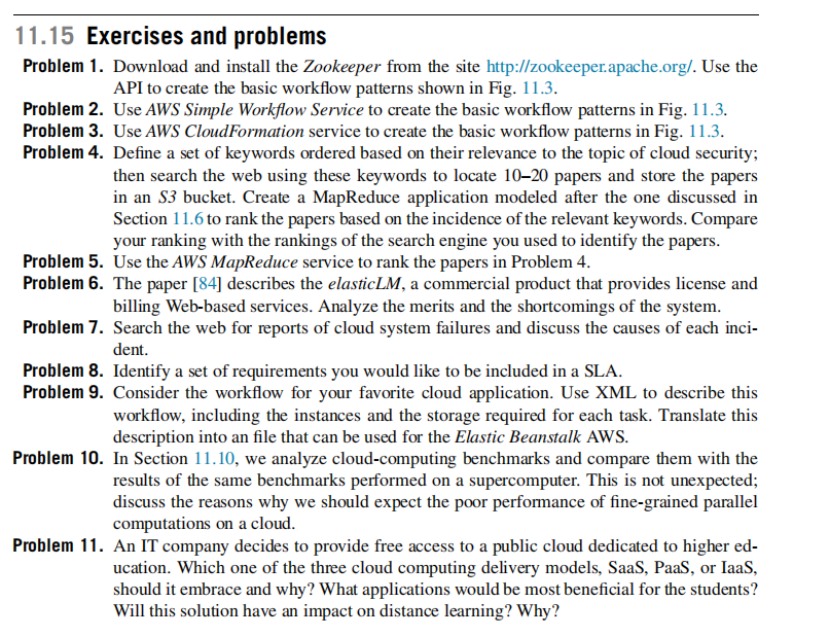 11.15 Exercises and problems
Problem 1. Download and install the Zookeeper from the site http://zookeeper.apache.org/. Use the
API to create the basic workflow patterns shown in Fig. 11.3.
Problem 2. Use AWS Simple Workflow Service to create the basic workflow patterns in Fig. 11.3.
Problem 3. Use AWS CloudFormation service to create the basic workflow patterns in Fig. 11.3.
Problem 4. Define a set of keywords ordered based on their relevance to the topic of cloud security;
then search the web using these keywords to locate 10–20 papers and store the papers
in an S3 bucket. Create a MapReduce application modeled after the one discussed in
Section 11.6 to rank the papers based on the incidence of the relevant keywords. Compare
your ranking with the rankings of the search engine you used to identify the papers.
Problem 5. Use the AWS MapReduce service to rank the papers in Problem 4.
Problem 6. The paper [84] describes the elasticLM, a commercial product that provides license and
billing Web-based services. Analyze the merits and the shortcomings of the system.
Problem 7. Search the web for reports of cloud system failures and discuss the causes of each inci-
dent.
Problem 8. Identify a set of requirements you would like to be included in a SLA.
Problem 9. Consider the workflow for your favorite cloud application. Use XML to describe this
workflow, including the instances and the storage required for each task. Translate this
description into an file that can be used for the Elastic Beanstalk AWS.
Problem 10. In Section 11.10, we analyze cloud-computing benchmarks and compare them with the
results of the same benchmarks performed on a supercomputer. This is not unexpected;
discuss the reasons why we should expect the poor performance of fine-grained parallel
computations on a cloud.
Problem 11. An IT company decides to provide free access to a public cloud dedicated to higher ed-
ucation. Which one of the three cloud computing delivery models, SaaS, PaaS, or IaaS,
should it embrace and why? What applications would be most beneficial for the students?
Will this solution have an impact on distance learning? Why?